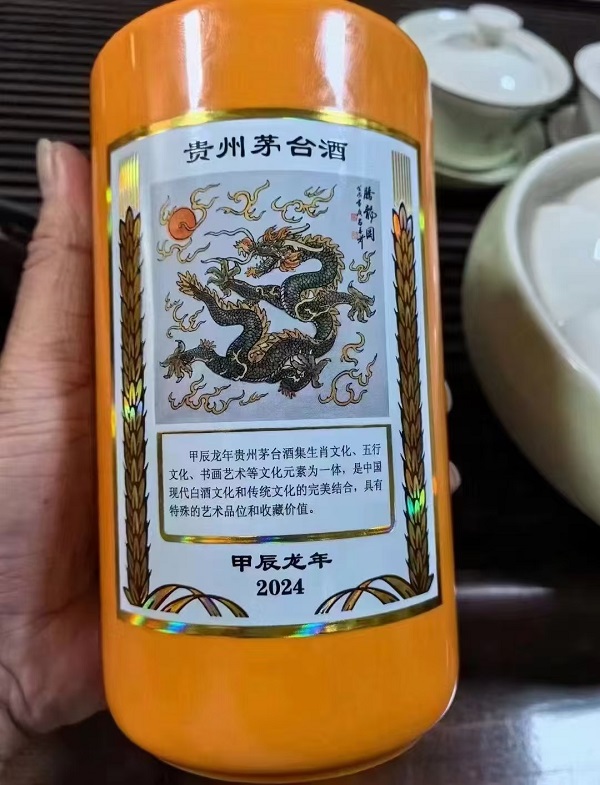 贵州茅台酒
腾龙图
甲辰龙年贵州茅台酒集生肖文化、五行
文化、书画艺术等文化元素为一体，是中国
现代白酒文化和传统文化的完美结合，具有
特殊的艺术品位和收藏价值。
甲辰龙年
2024